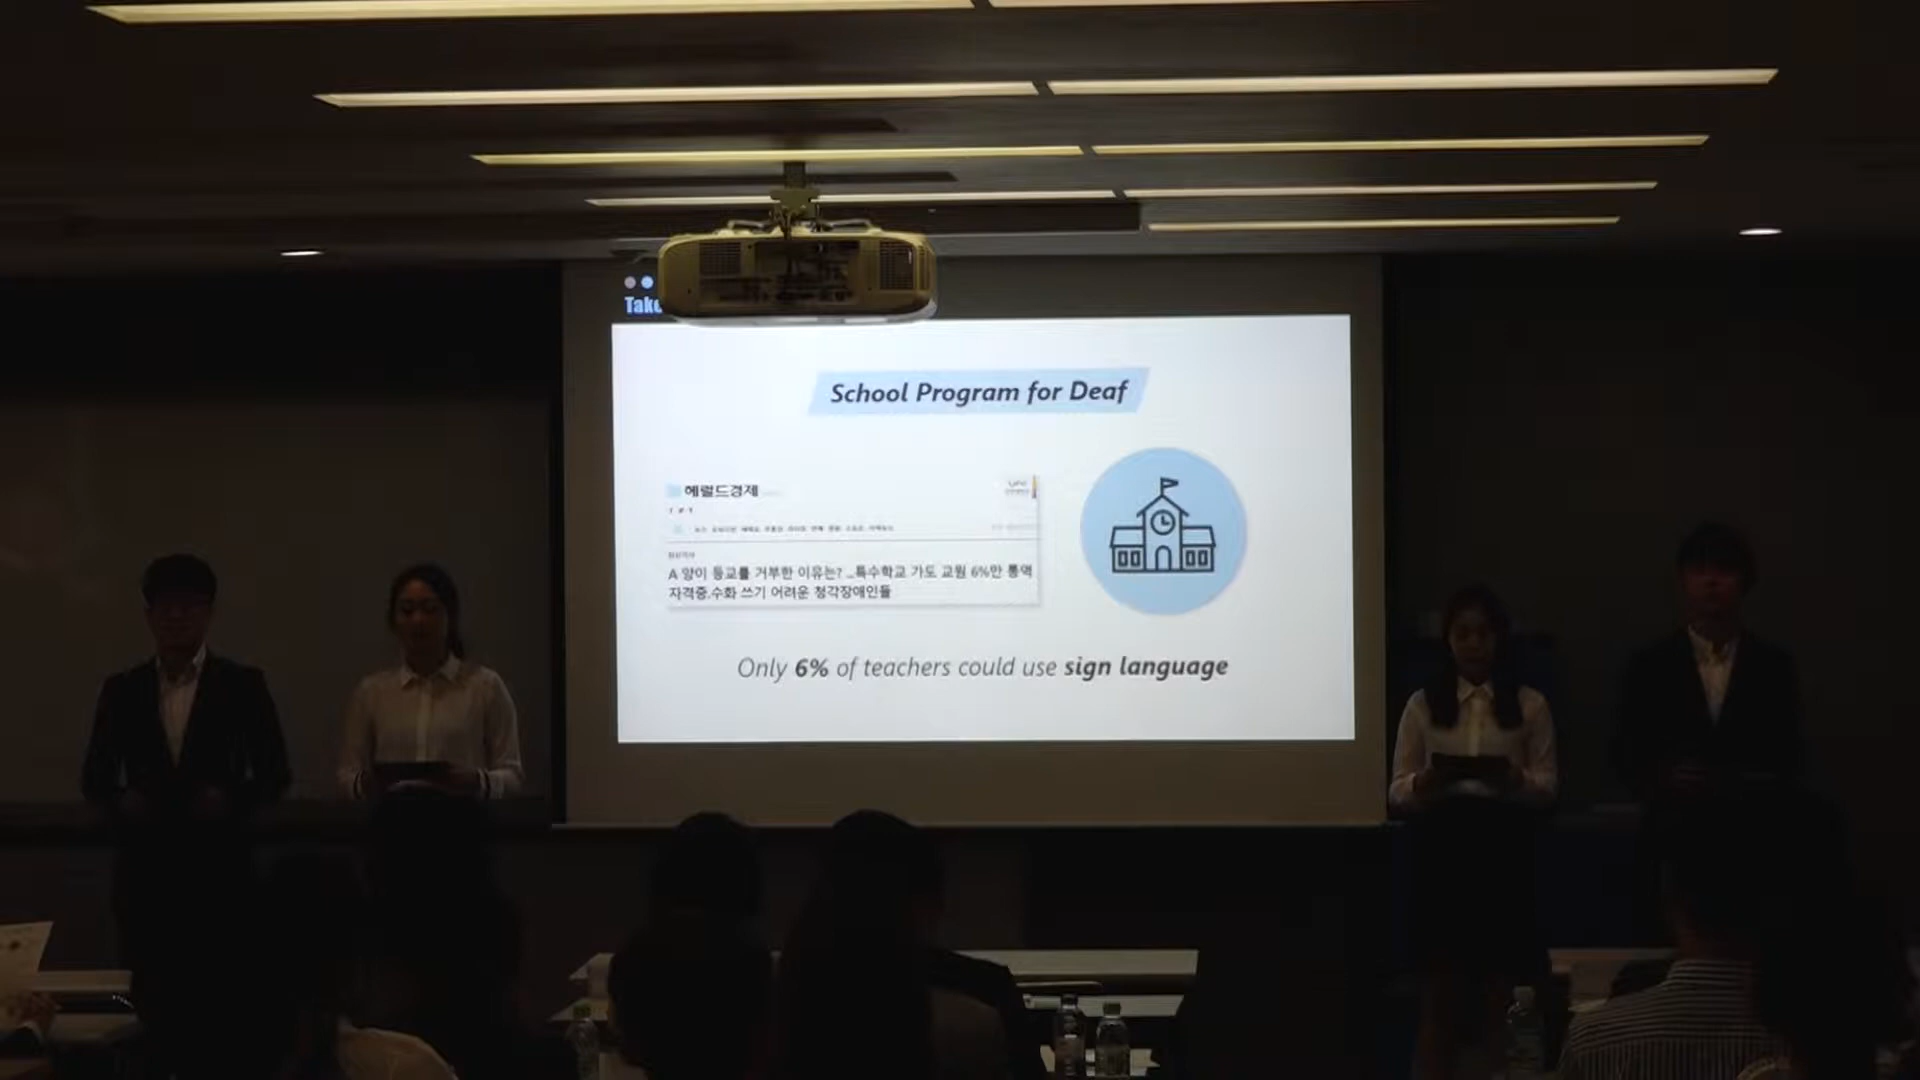 Take
School Program for Deaf
헤럴드경제
A 양이 등교를 거부한 이유는? ...특수학교 가도 교원 6%만 통역
자격증.수화 쓰기 어려운 청각장애인들
Only 6% of teachers could use sign language